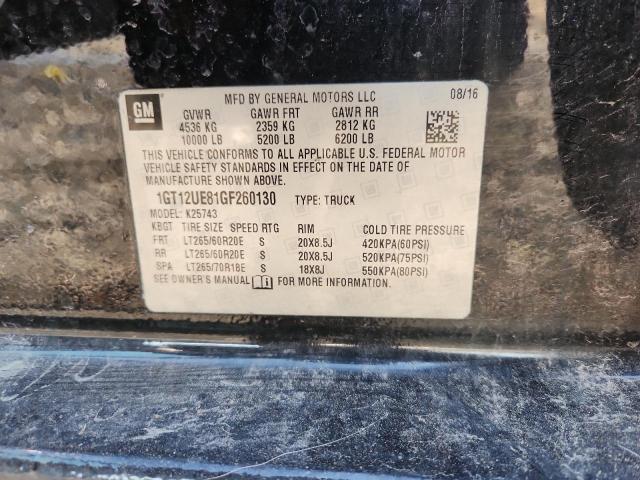 GM
MFD BY GENERAL MOTORS LLC 08/16
GVWR GAWR FRT GAWR RR
4536 KG 2359 KG 2812 KG
10000 LB 5200 LB 6200 LB
THIS VEHICLE CONFORMS TO ALL APPLICABLE U.S. FEDERAL MOTOR
VEHICLE SAFETY STANDARDS IN EFFECT ON THE DATE OF
MANUFACTURE SHOWN ABOVE.
1GT12UE81GF260130 TYPE: TRUCK
MODEL: K25743
KBGT TIRE SIZE SPEED RTG RIM COLD TIRE PRESSURE
FRT LT265/60R20E S 20X8.5J 420KPA(60PSI)
RR LT265/60R20E S 20X8.5J 520KPA(75PSI)
SPA LT265/70R18E S 18X8J 550KPA(80PSI)
SEE OWNER'S MANUAL FOR MORE INFORMATION.